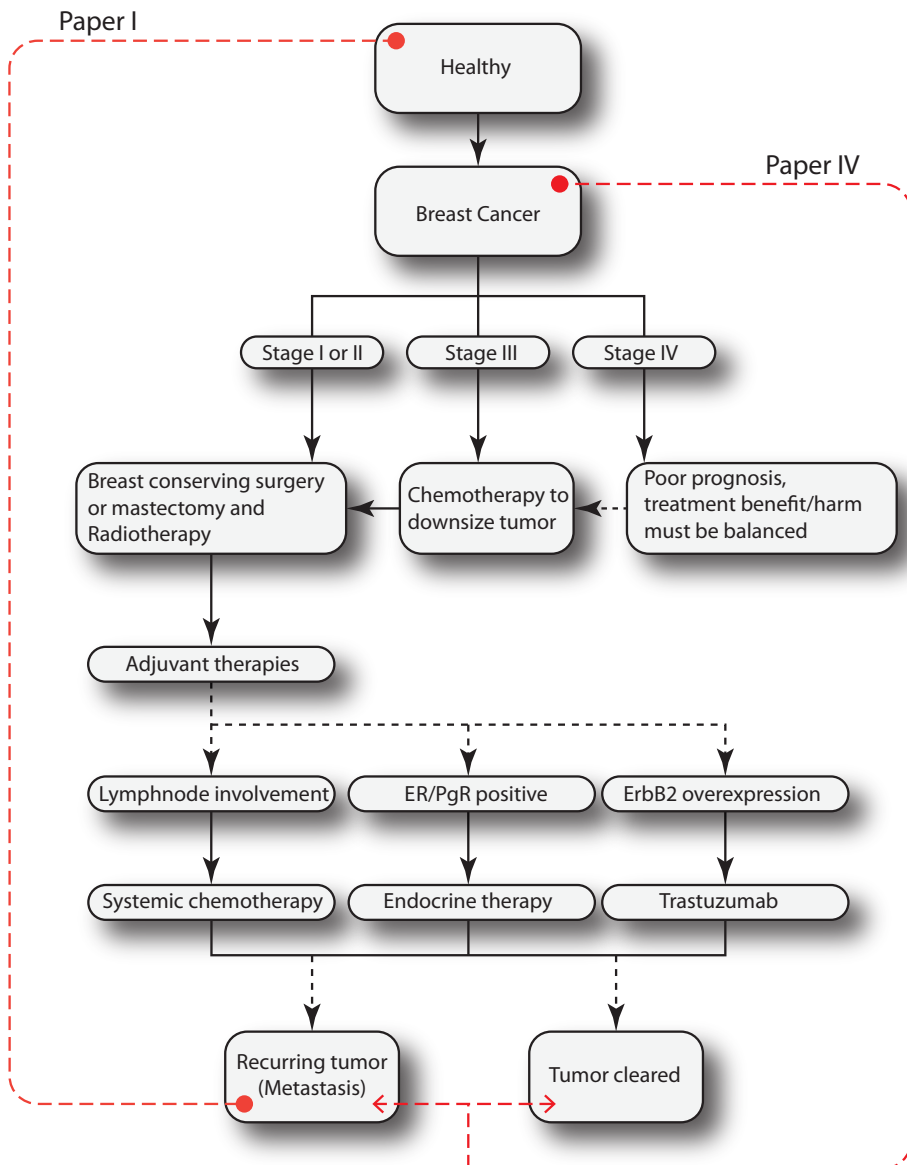 Paper I
Healthy
Paper IV
Breast Cancer
Stage I or II
Stage III
Stage IV
Breast conserving surgery
or mastectomy and
Radiotherapy
Chemotherapy to
downsize tumor
Poor prognosis,
treatment benefit/harm
must be balanced
Adjuvant therapies
Lymphnode involvement
ER/PgR positive
ErbB2 overexpression
Systemic chemotherapy
Endocrine therapy
Trastuzumab
Recurring tumor
(Metastasis)
Tumor cleared